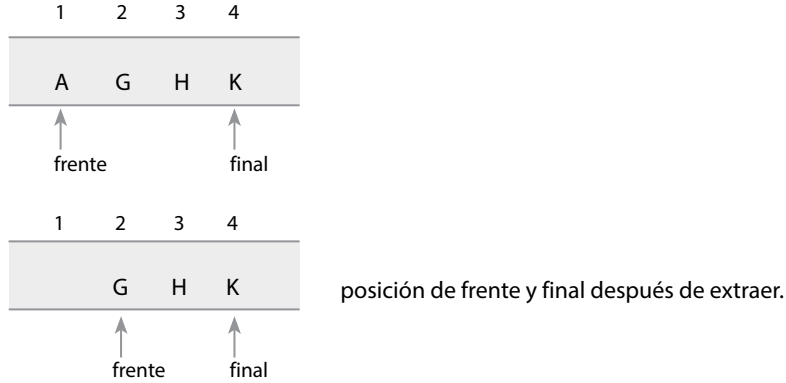 1 2 3 4
A G H K
frente final
1 2 3 4
G H K
posición de frente y final después de extraer.
frente final